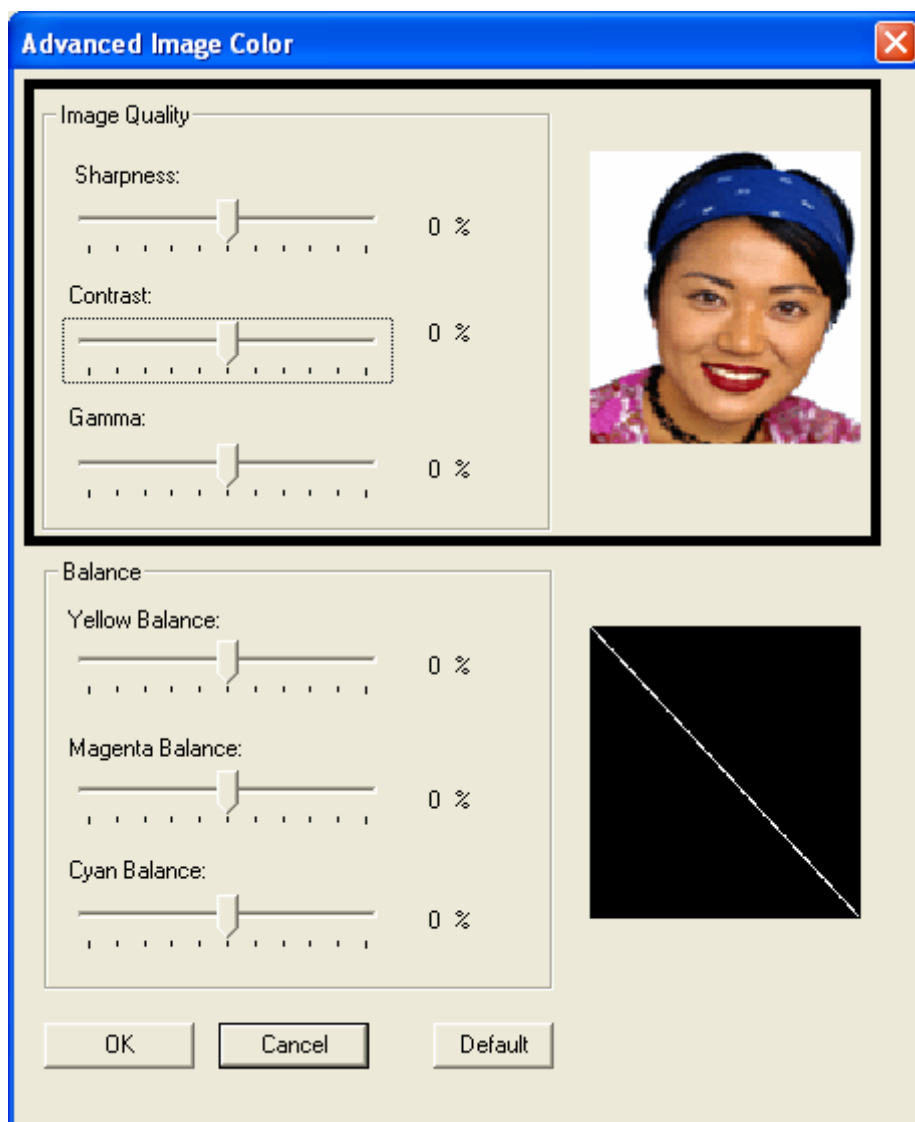 Advanced Image Color
Image Quality
Sharpness:
0 %
Contrast:
0 %
Gamma:
0 %
Balance
Yellow Balance:
0 %
Magenta Balance:
0 %
Cyan Balance:
0 %
OK Cancel Default